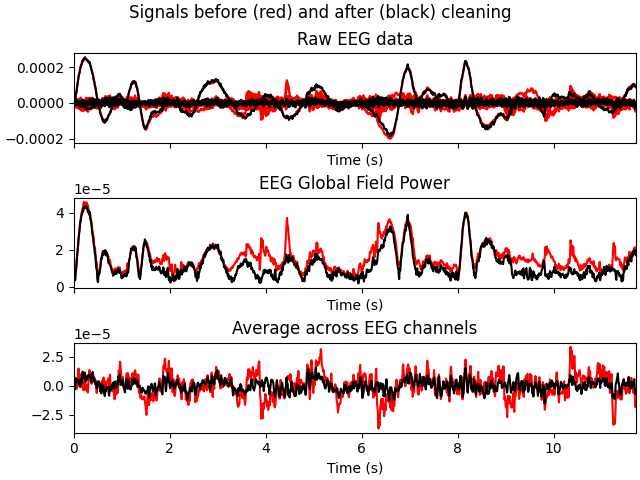 Signals before (red) and after (black) cleaning
Raw EEG data
0.0002
0.0000
−0.0002
Time (s)
EEG Global Field Power
1e−5
4
2
0
Time (s)
Average across EEG channels
1e−5
2.5
0.0
−2.5
0 2 4 6 8 10
Time (s)